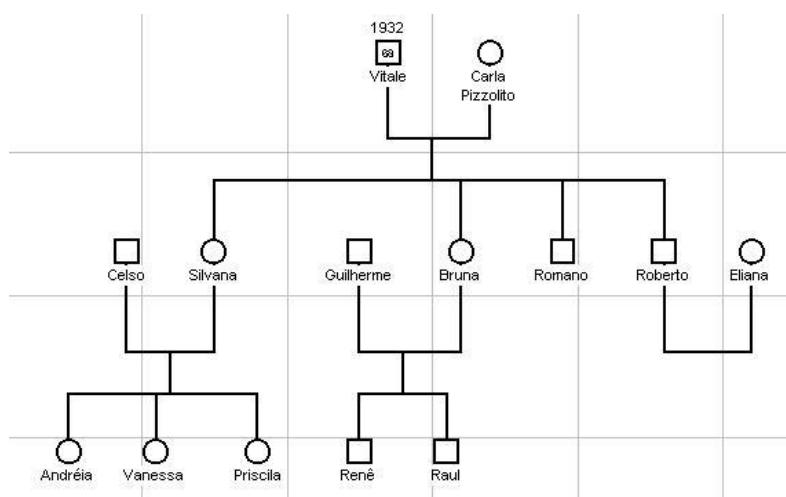 1932
69
Vitale
Carla
Pizzolito
Celso
Silvana
Guilherme
Bruna
Romano
Roberto
Eliana
Andréia
Vanessa
Priscila
Renê
Raul